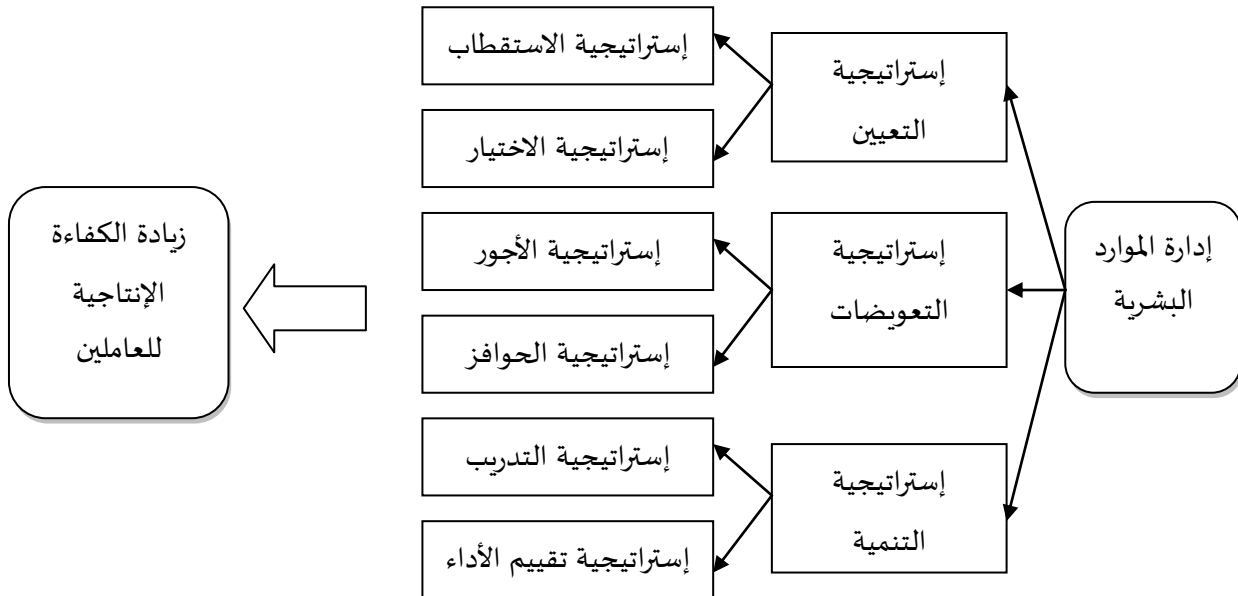 إدارة الموارد
البشرية
إستراتيجية
التعيين
إستراتيجية الاستقطاب
إستراتيجية الاختيار
إستراتيجية
التعويضات
إستراتيجية الأجور
إستراتيجية الحوافز
إستراتيجية
التنمية
إستراتيجية التدريب
إستراتيجية تقييم الأداء
زيادة الكفاءة
الإنتاجية
للعاملين